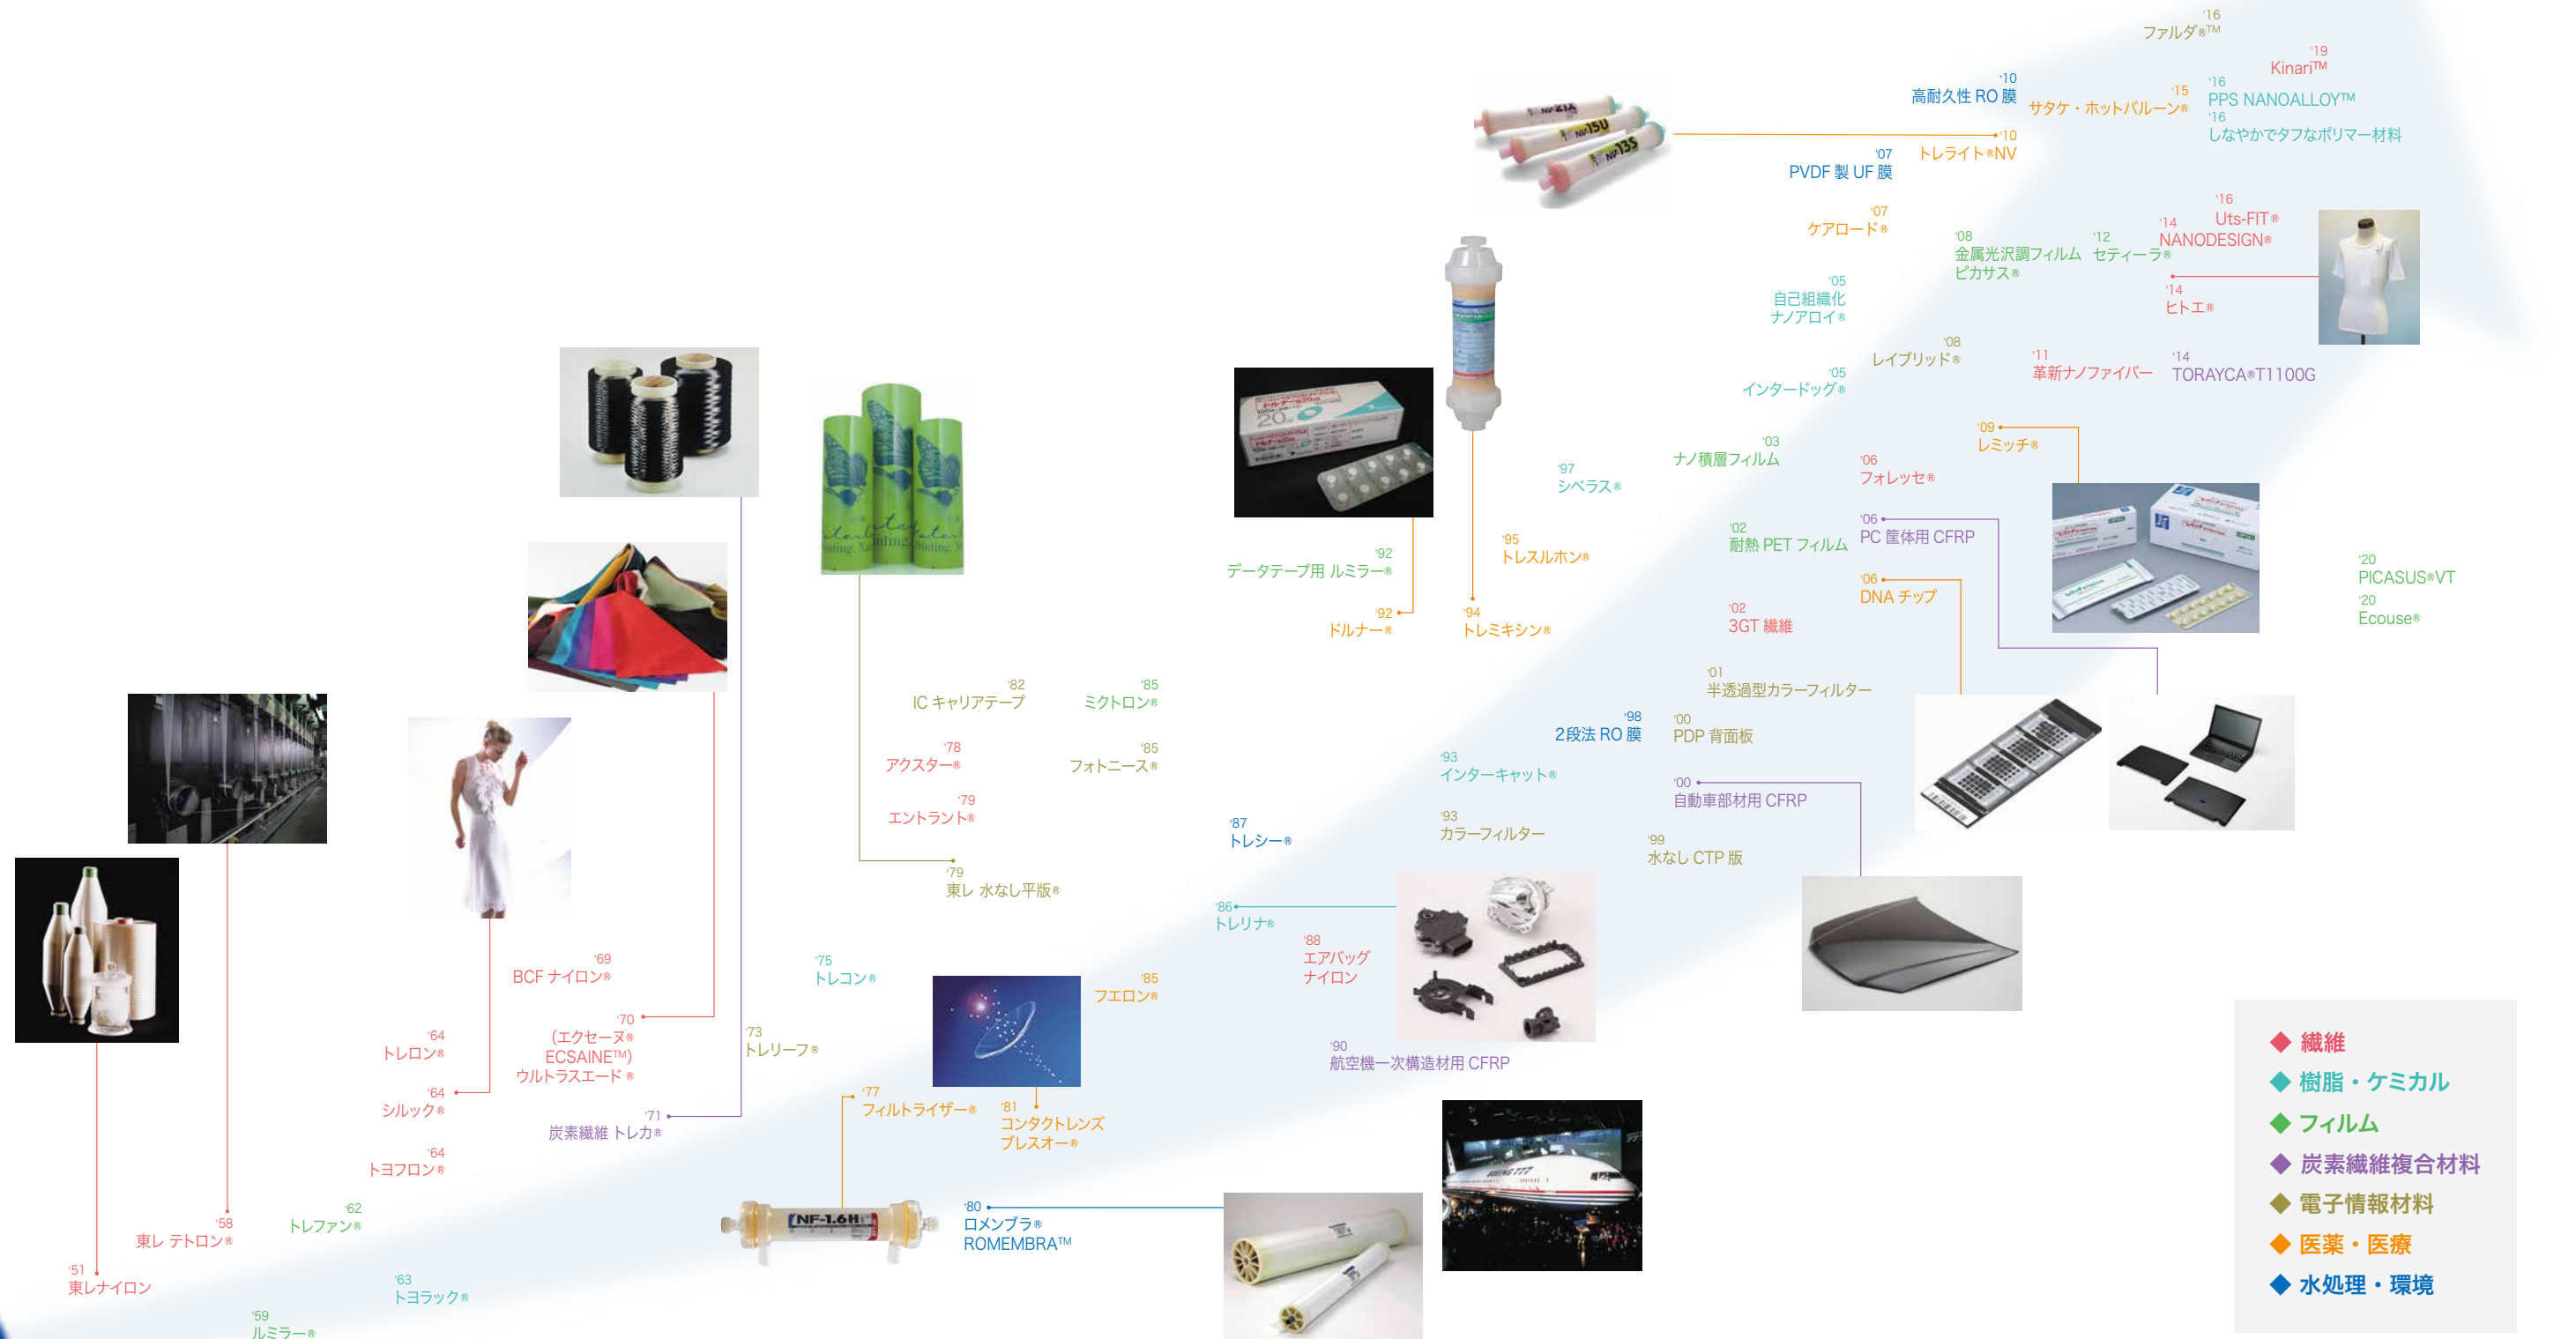 '16
ファルダ®™
'19
Kinari™
'10
高耐久性 RO 膜
'15
サタケ・ホットバルーン®
'16
PPS NANOALLOY™
'16
しなやかでタフなポリマー材料
'10
トレライト®NV
'07
PVDF 製 UF 膜
'07
ケアロード®
'08
金属光沢調フィルム
ピカサス®
'12
セティーラ®
'14
NANODESIGN®
'16
Uts-FIT®
'14
ヒトエ®
'05
自己組織化
ナノアロイ®
'08
レイブリッド®
'11
革新ナノファイバー
'14
TORAYCA®T1100G
'05
インタードッグ®
'09
レミッチ®
'03
ナノ積層フィルム
'06
フォレッセ®
'97
シベラス®
'06
PC 筐体用 CFRP
'02
耐熱 PET フィルム
'95
トレスルホン®
'92
データテープ用 ルミラー®
'20
PICASUS®VT
'20
Ecouse®
'06
DNA チップ
'02
3GT 繊維
'92
ドルナー®
'94
トレミキシン®
'01
半透過型カラーフィルター
'82
IC キャリアテープ
'85
ミクトロン®
'98
2段法 RO 膜
'00
PDP 背面板
'78
アクスター®
'85
フォトニース®
'93
インターキャット®
'00
自動車部材用 CFRP
'79
エントラント®
'87
トレシー®
'93
カラーフィルター
'99
水なし CTP 版
'79
東レ 水なし平版®
'86
トレリナ®
'88
エアバッグ
ナイロン
'69
BCF ナイロン®
'75
トレコン®
'85
フエロン®
'70
(エクセーヌ®
ECSAINE™)
ウルトラスエード®
'73
トレリーフ®
'64
トレロン®
'90
航空機一次構造材用 CFRP
'64
シルック®
'71
炭素繊維 トレカ®
'77
フィルトライザー®
'81
コンタクトレンズ
ブレスオー®
'64
トヨフロン®
'62
トレファン®
'58
東レ テトロン®
'80
ロメンブラ®
ROMEMBRA™
'51
東レナイロン
'63
トヨラック®
'59
ルミラー®
NV-21X
NV-15U
NV-13S
ドルナー
20
NF-1.6H
BOEING 777
繊維
樹脂・ケミカル
フィルム
炭素繊維複合材料
電子情報材料
医薬・医療
水処理・環境